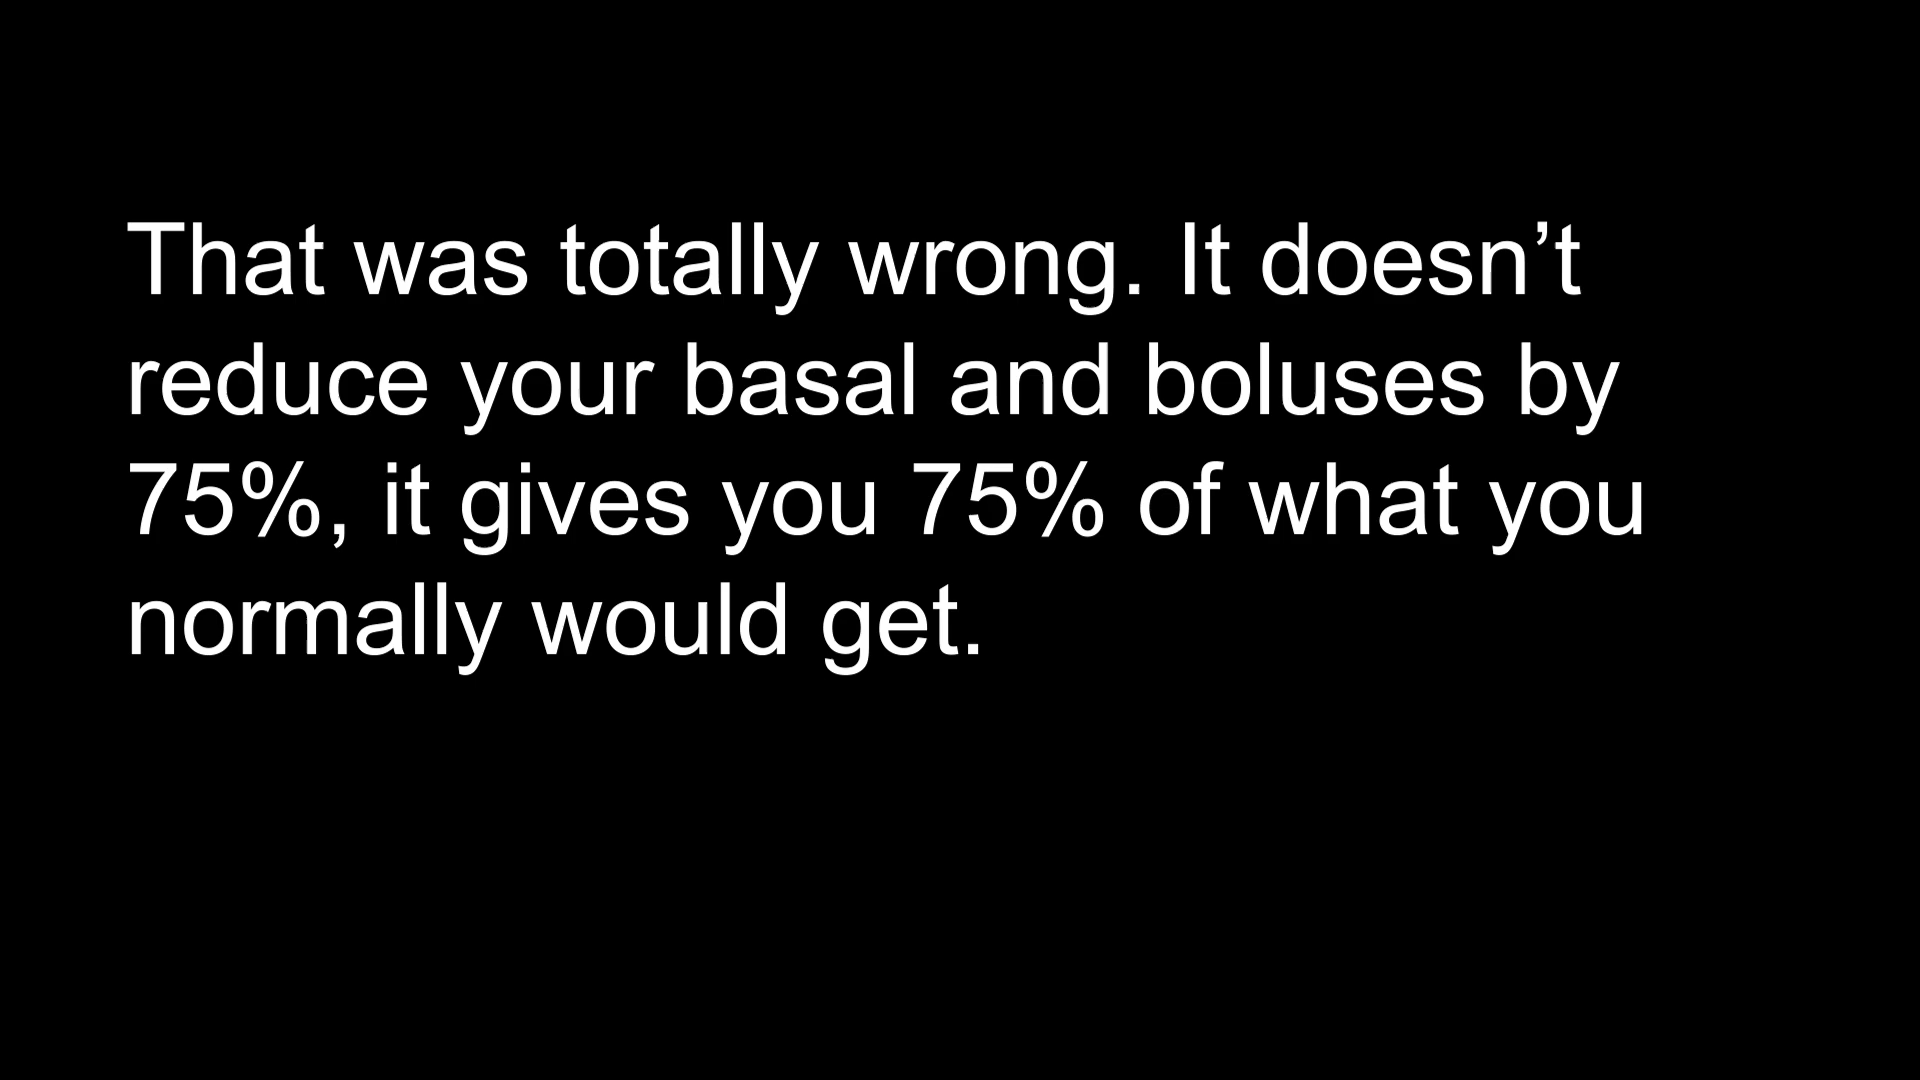 That was totally wrong. It doesn’t
reduce your basal and boluses by
75%, it gives you 75% of what you
normally would get.